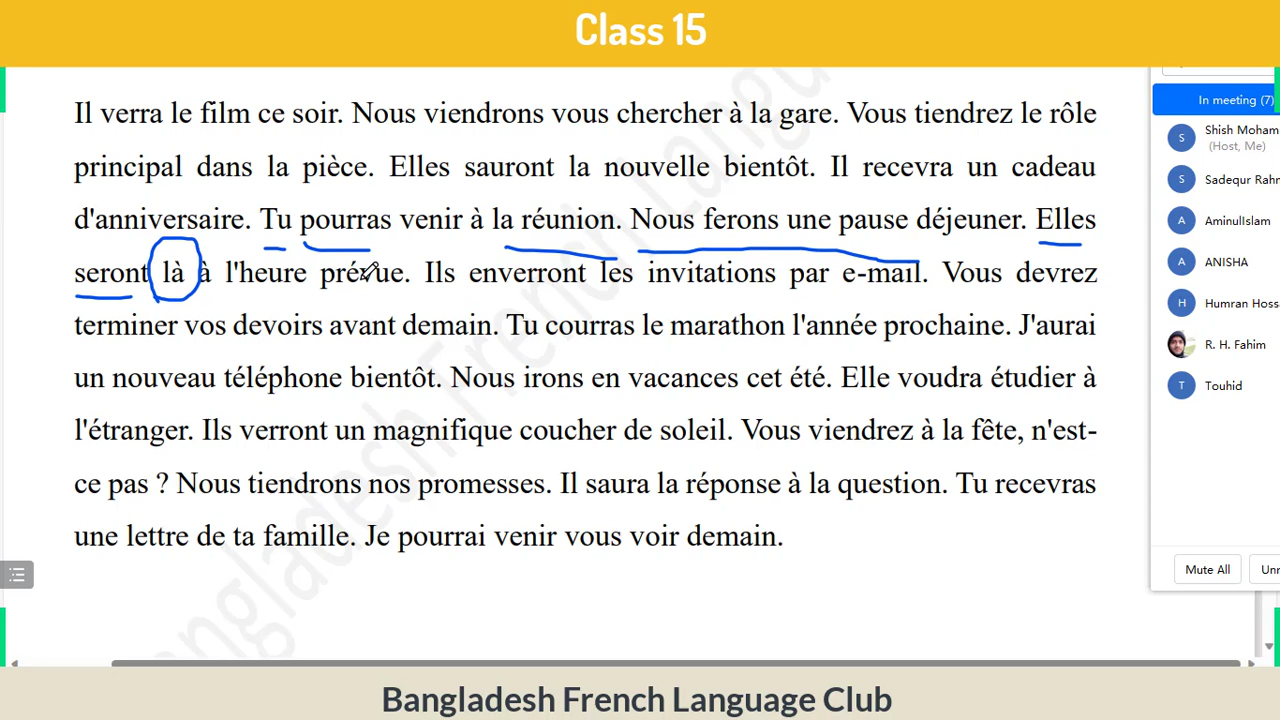 Class 15
Il verra le film ce soir. Nous viendrons vous chercher à la gare. Vous tiendrez le rôle
principal dans la pièce. Elles sauront la nouvelle bientôt. Il recevra un cadeau
d'anniversaire. Tu pourras venir à la réunion. Nous ferons une pause déjeuner. Elles
seront là à l'heure prévue. Ils enverront les invitations par e-mail. Vous devrez
terminer vos devoirs avant demain. Tu courras le marathon l'année prochaine. J'aurai
un nouveau téléphone bientôt. Nous irons en vacances cet été. Elle voudra étudier à
l'étranger. Ils verront un magnifique coucher de soleil. Vous viendrez à la fête, n'est-
ce pas ? Nous tiendrons nos promesses. Il saura la réponse à la question. Tu recevras
une lettre de ta famille. Je pourrai venir vous voir demain.
In meeting (7)
S
Shish Moham
(Host, Me)
S
Sadequr Rahm
A
AminulIslam
A
ANISHA
H
Humran Hoss
R. H. Fahim
T
Touhid
Mute All
Bangladesh French Language Club